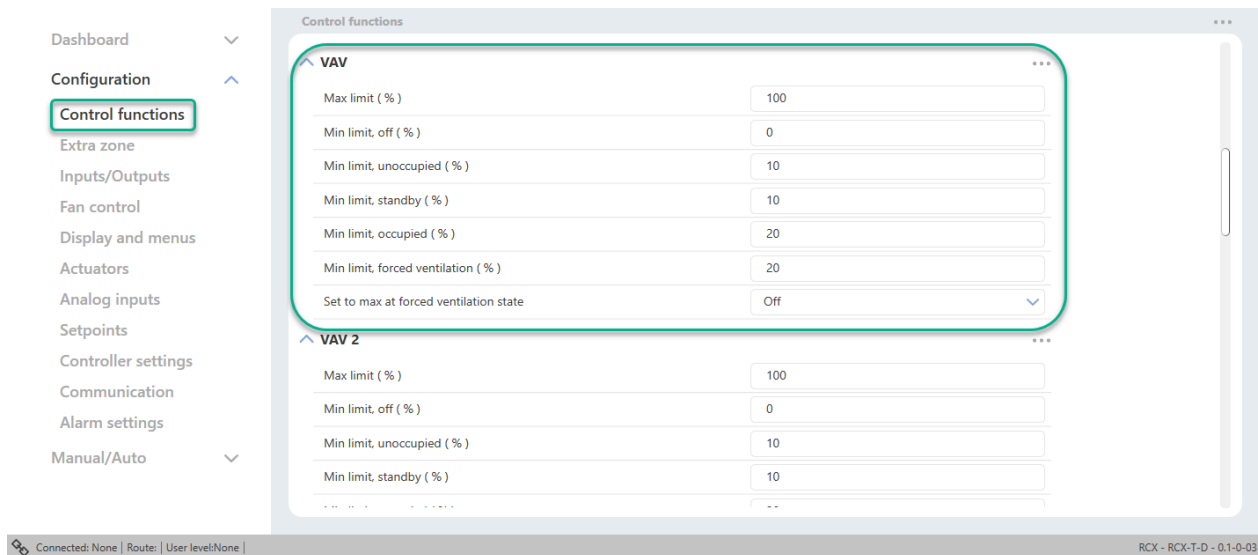 Control functions
Dashboard
Configuration
Control functions
Extra zone
Inputs/Outputs
Fan control
Display and menus
Actuators
Analog inputs
Setpoints
Controller settings
Communication
Alarm settings
Manual/Auto
VAV
Max limit ( % ) 100
Min limit, off ( % ) 0
Min limit, unoccupied ( % ) 10
Min limit, standby ( % ) 10
Min limit, occupied ( % ) 20
Min limit, forced ventilation ( % ) 20
Set to max at forced ventilation state Off
VAV 2
Max limit ( % ) 100
Min limit, off ( % ) 0
Min limit, unoccupied ( % ) 10
Min limit, standby ( % ) 10
Connected: None | Route: | User level:None |
RCX - RCX-T-D - 0.1-0-03